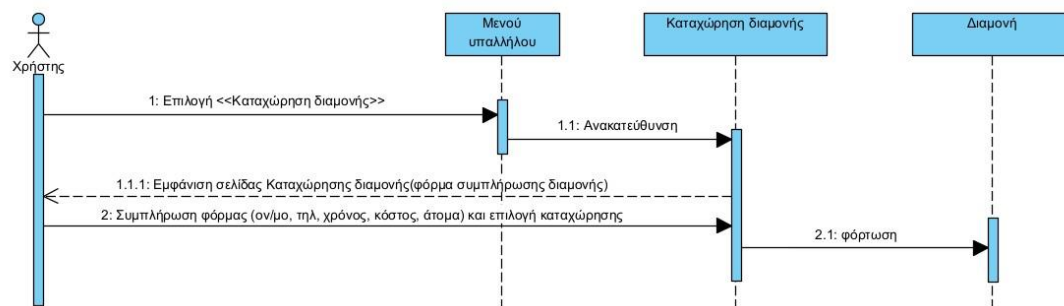 Μενού
υπαλλήλου
Καταχώρηση διαμονής
Διαμονή
Χρήστης
1: Επιλογή <<Καταχώρηση διαμονής>>
1.1: Ανακατεύθυνση
1.1.1: Εμφάνιση σελίδας Καταχώρησης διαμονής(φόρμα συμπλήρωσης διαμονής)
2: Συμπλήρωση φόρμας (ον/μο, τηλ, χρόνος, κόστος, άτομα) και επιλογή καταχώρησης
2.1: φόρτωση